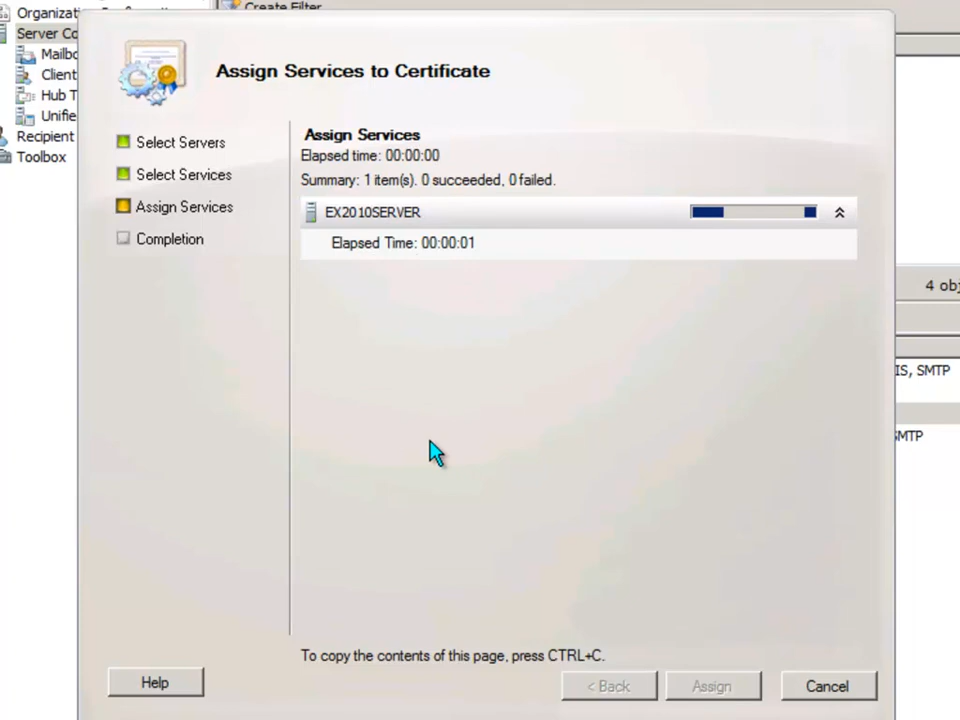 Organizati
Create Filter
Server Co
Mailbo
Client
Hub T
Unifie
Recipient
Toolbox
Assign Services to Certificate
Select Servers
Select Services
Assign Services
Completion
Assign Services
Elapsed time: 00:00:00
Summary: 1 item(s). 0 succeeded, 0 failed.
EX2010SERVER
Elapsed Time: 00:00:01
4 obj
IS, SMTP
SMTP
To copy the contents of this page, press CTRL+C.
Help
< Back
Assign
Cancel